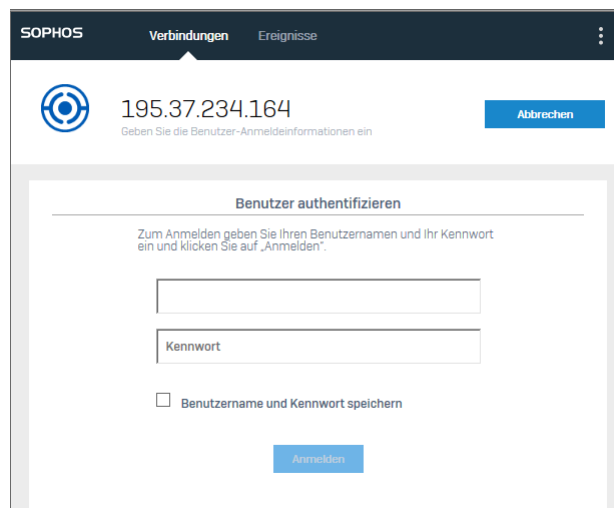 SOPHOS
Verbindungen
Ereignisse
195.37.234.164
Geben Sie die Benutzer-Anmeldeinformationen ein
Abbrechen
Benutzer authentifizieren
Zum Anmelden geben Sie Ihren Benutzernamen und Ihr Kennwort
ein und klicken Sie auf „Anmelden".
Kennwort
Benutzername und Kennwort speichern
Anmelden